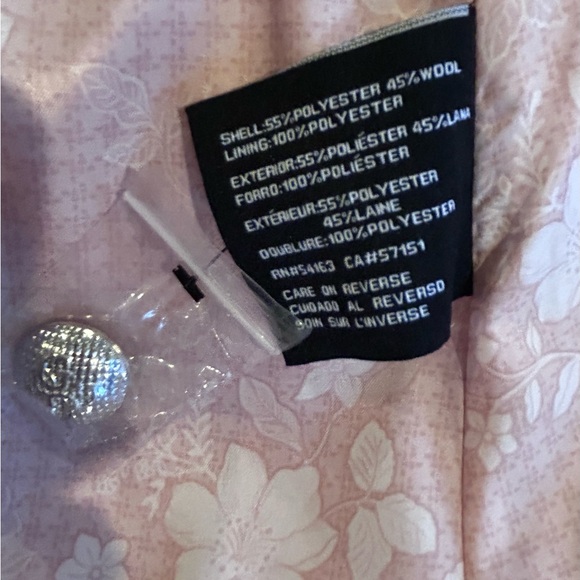 SHELL:55%POLYESTER 45%WOOL
LINING:100%POLYESTER
EXTERIOR:55%POLIÉSTER 45%LANA
FORRO:100%POLIÉSTER
EXTÉRIEUR:55%POLYESTER
45%LAINE
DOUBLURE:100%POLYESTER
RN#54163 CA#57151
CARE ON REVERSE
CUIDADO AL REVERSO
SOIN SUR L'INVERSE